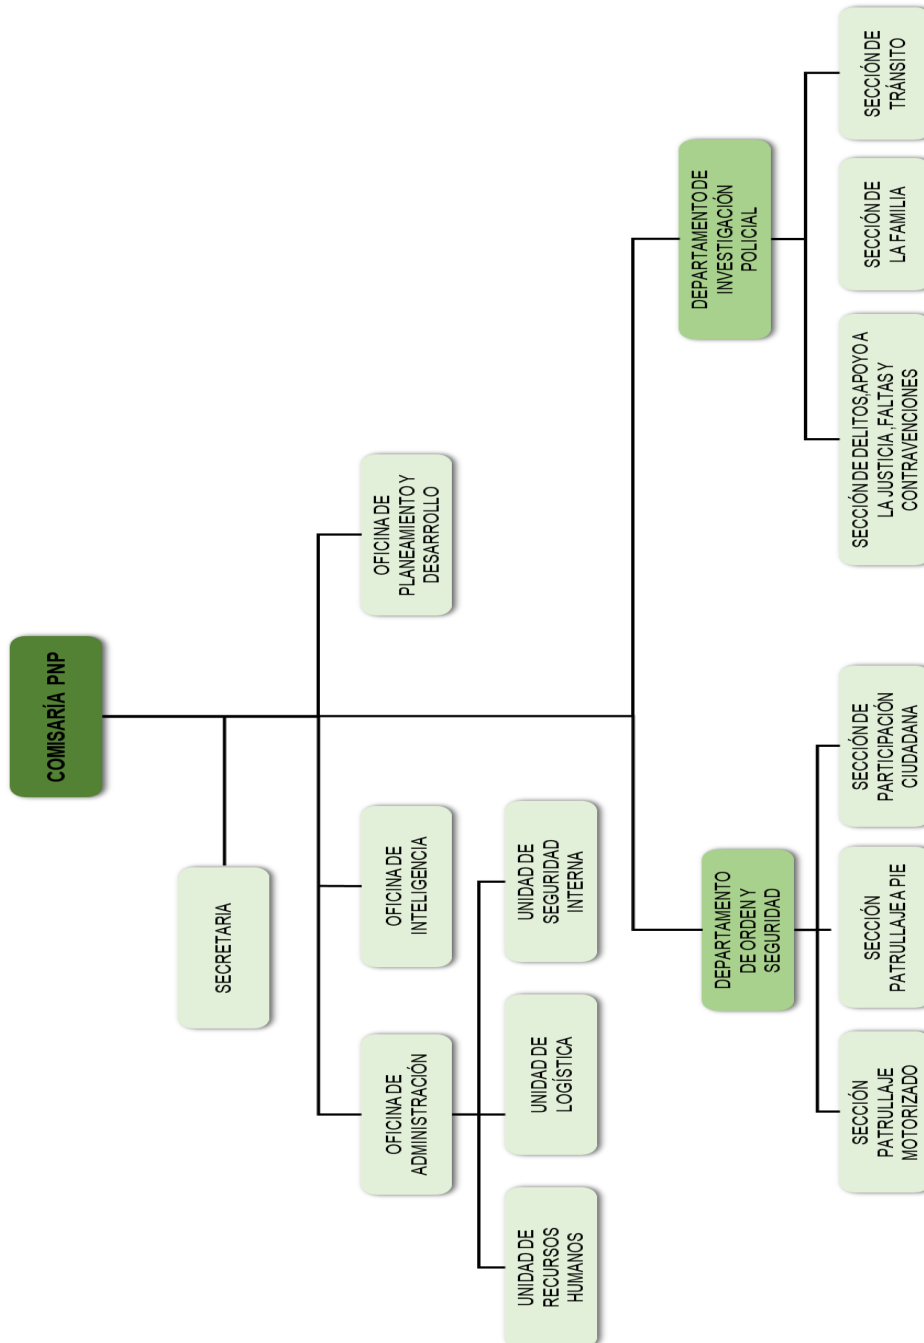 COMISARÍA PNP
SECRETARIA
OFICINA DE
ADMINISTRACIÓN
OFICINA DE
INTELIGENCIA
OFICINA DE
PLANEAMIENTO Y
DESARROLLO
UNIDAD DE
RECURSOS
HUMANOS
UNIDAD DE
LOGÍSTICA
UNIDAD DE
SEGURIDAD
INTERNA
DEPARTAMENTO
DE ORDEN Y
SEGURIDAD
DEPARTAMENTO DE
INVESTIGACIÓN
POLICIAL
SECCIÓN
PATRULLAJE
MOTORIZADO
SECCIÓN
PATRULLAJE A PIE
SECCIÓN DE
PARTICIPACIÓN
CIUDADANA
SECCIÓN DE DELITOS,APOYO A
LA JUSTICIA ,FALTAS Y
CONTRAVENCIONES
SECCIÓN DE
LA FAMILIA
SECCIÓN DE
TRÁNSITO